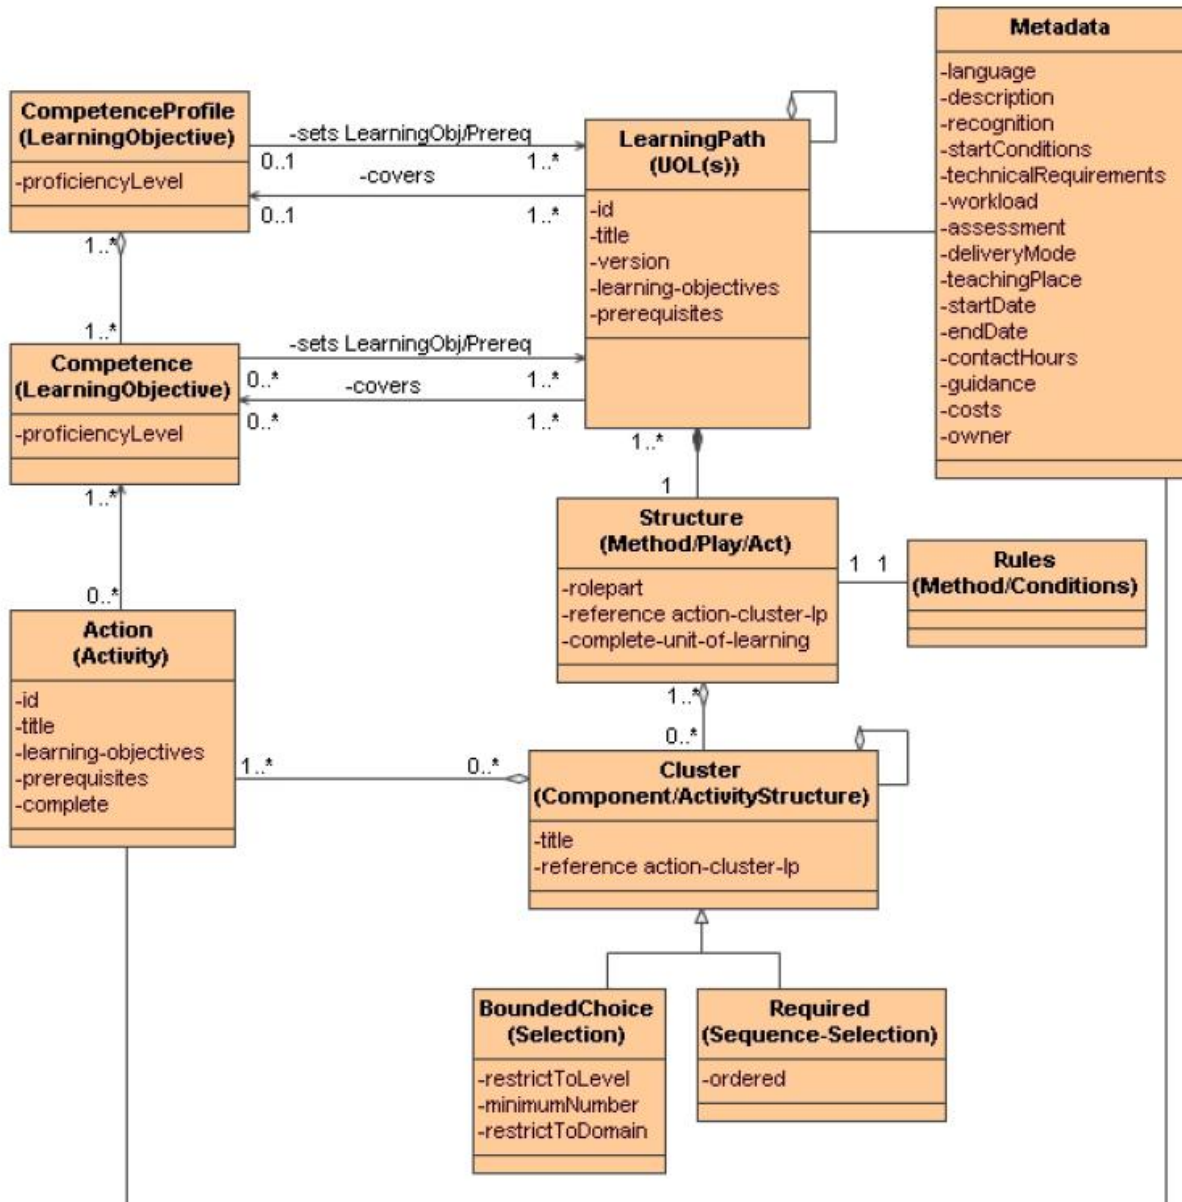 Metadata
-language
-description
-recognition
-startConditions
-technicalRequirements
-workload
-assessment
-deliveryMode
-teachingPlace
-startDate
-endDate
-contactHours
-guidance
-costs
-owner
CompetenceProfile
(LearningObjective)
-proficiencyLevel
-sets LearningObj/Prereq
0..1
1..*
-covers
0..1
1..*
LearningPath
(UOL(s))
-id
-title
-version
-learning-objectives
-prerequisites
1..*
1..*
Competence
(LearningObjective)
-proficiencyLevel
-sets LearningObj/Prereq
0..*
1..*
-covers
0..*
1..*
1..*
1
Structure
(Method/Play/Act)
-rolepart
-reference action-cluster-lp
-complete-unit-of-learning
1
1
Rules
(Method/Conditions)
1..*
0..*
Action
(Activity)
-id
-title
-learning-objectives
-prerequisites
-complete
1..*
0..*
1..*
0..*
Cluster
(Component/ActivityStructure)
-title
-reference action-cluster-lp
BoundedChoice
(Selection)
-restrictToLevel
-minimumNumber
-restrictToDomain
Required
(Sequence-Selection)
-ordered